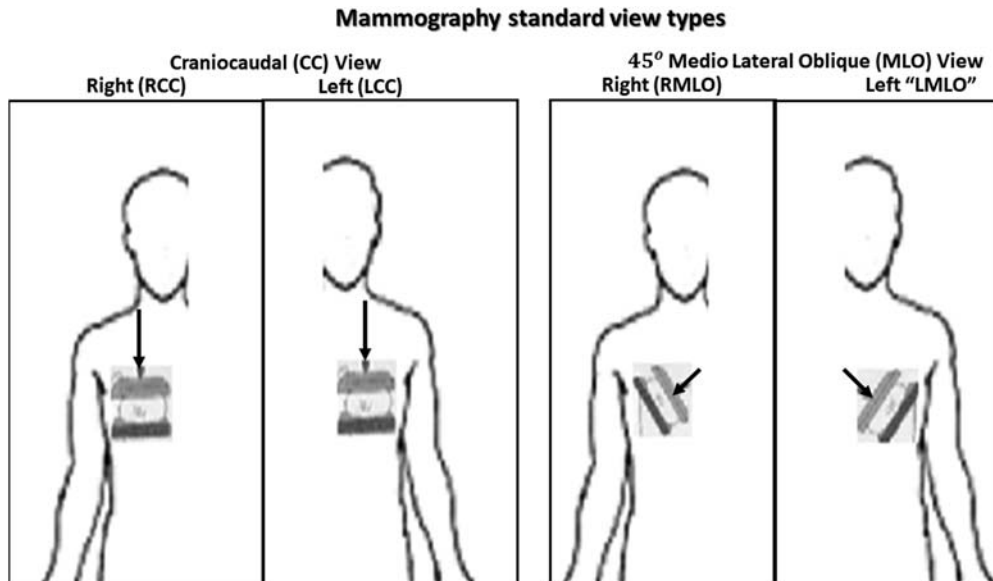 Mammography standard view types
Craniocaudal (CC) View
Right (RCC)
Left (LCC)
45° Medio Lateral Oblique (MLO) View
Right (RMLO)
Left “LMLO”